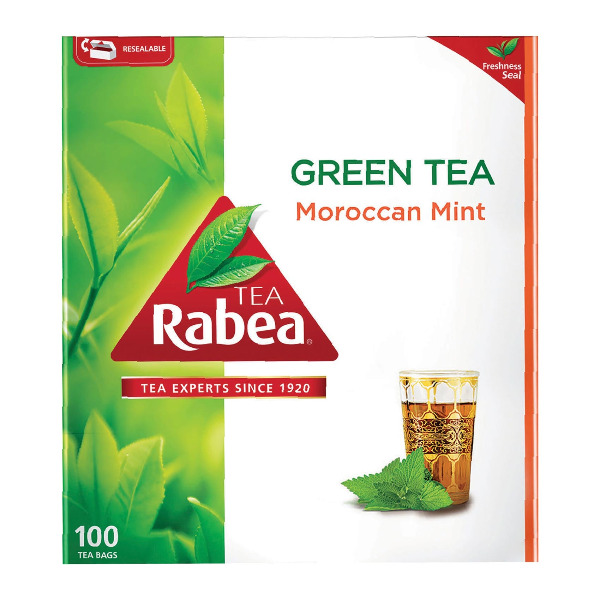 RESEALABLE
Freshness
Seal
GREEN TEA
Moroccan Mint
TEA
Rabea®
TEA EXPERTS SINCE 1920
100
TEA BAGS